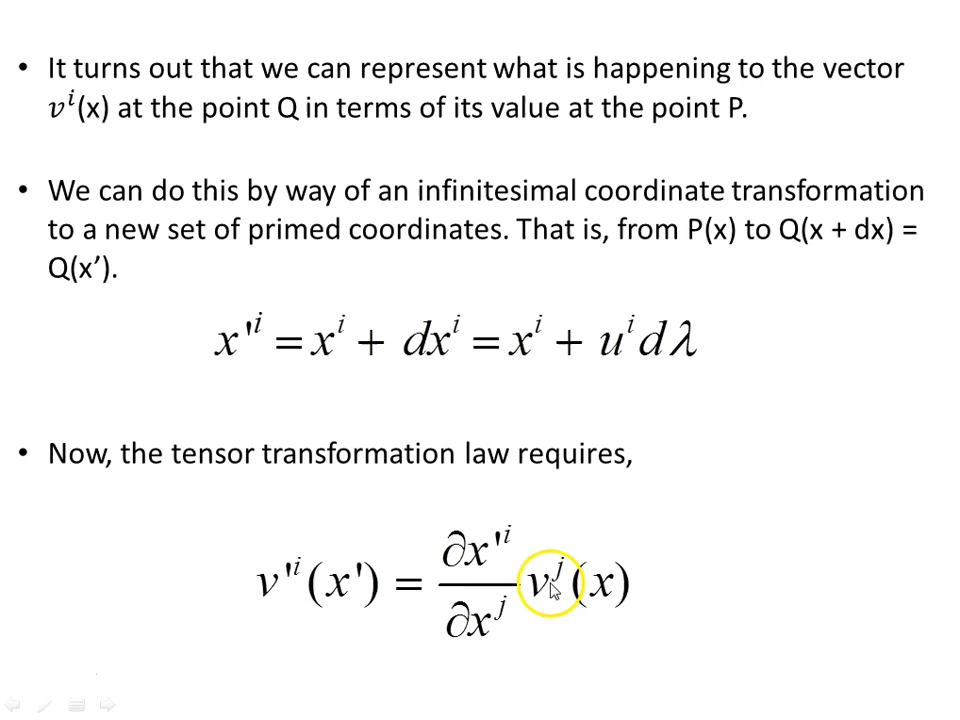 • It turns out that we can represent what is happening to the vector
𝑣ⁱ(x) at the point Q in terms of its value at the point P.
• We can do this by way of an infinitesimal coordinate transformation
to a new set of primed coordinates. That is, from P(x) to Q(x + dx) =
Q(x’).
x'ⁱ = xⁱ + dxⁱ = xⁱ + uⁱdλ
• Now, the tensor transformation law requires,
v'ⁱ(x') = ∂x'ⁱ/∂xʲ vʲ(x)